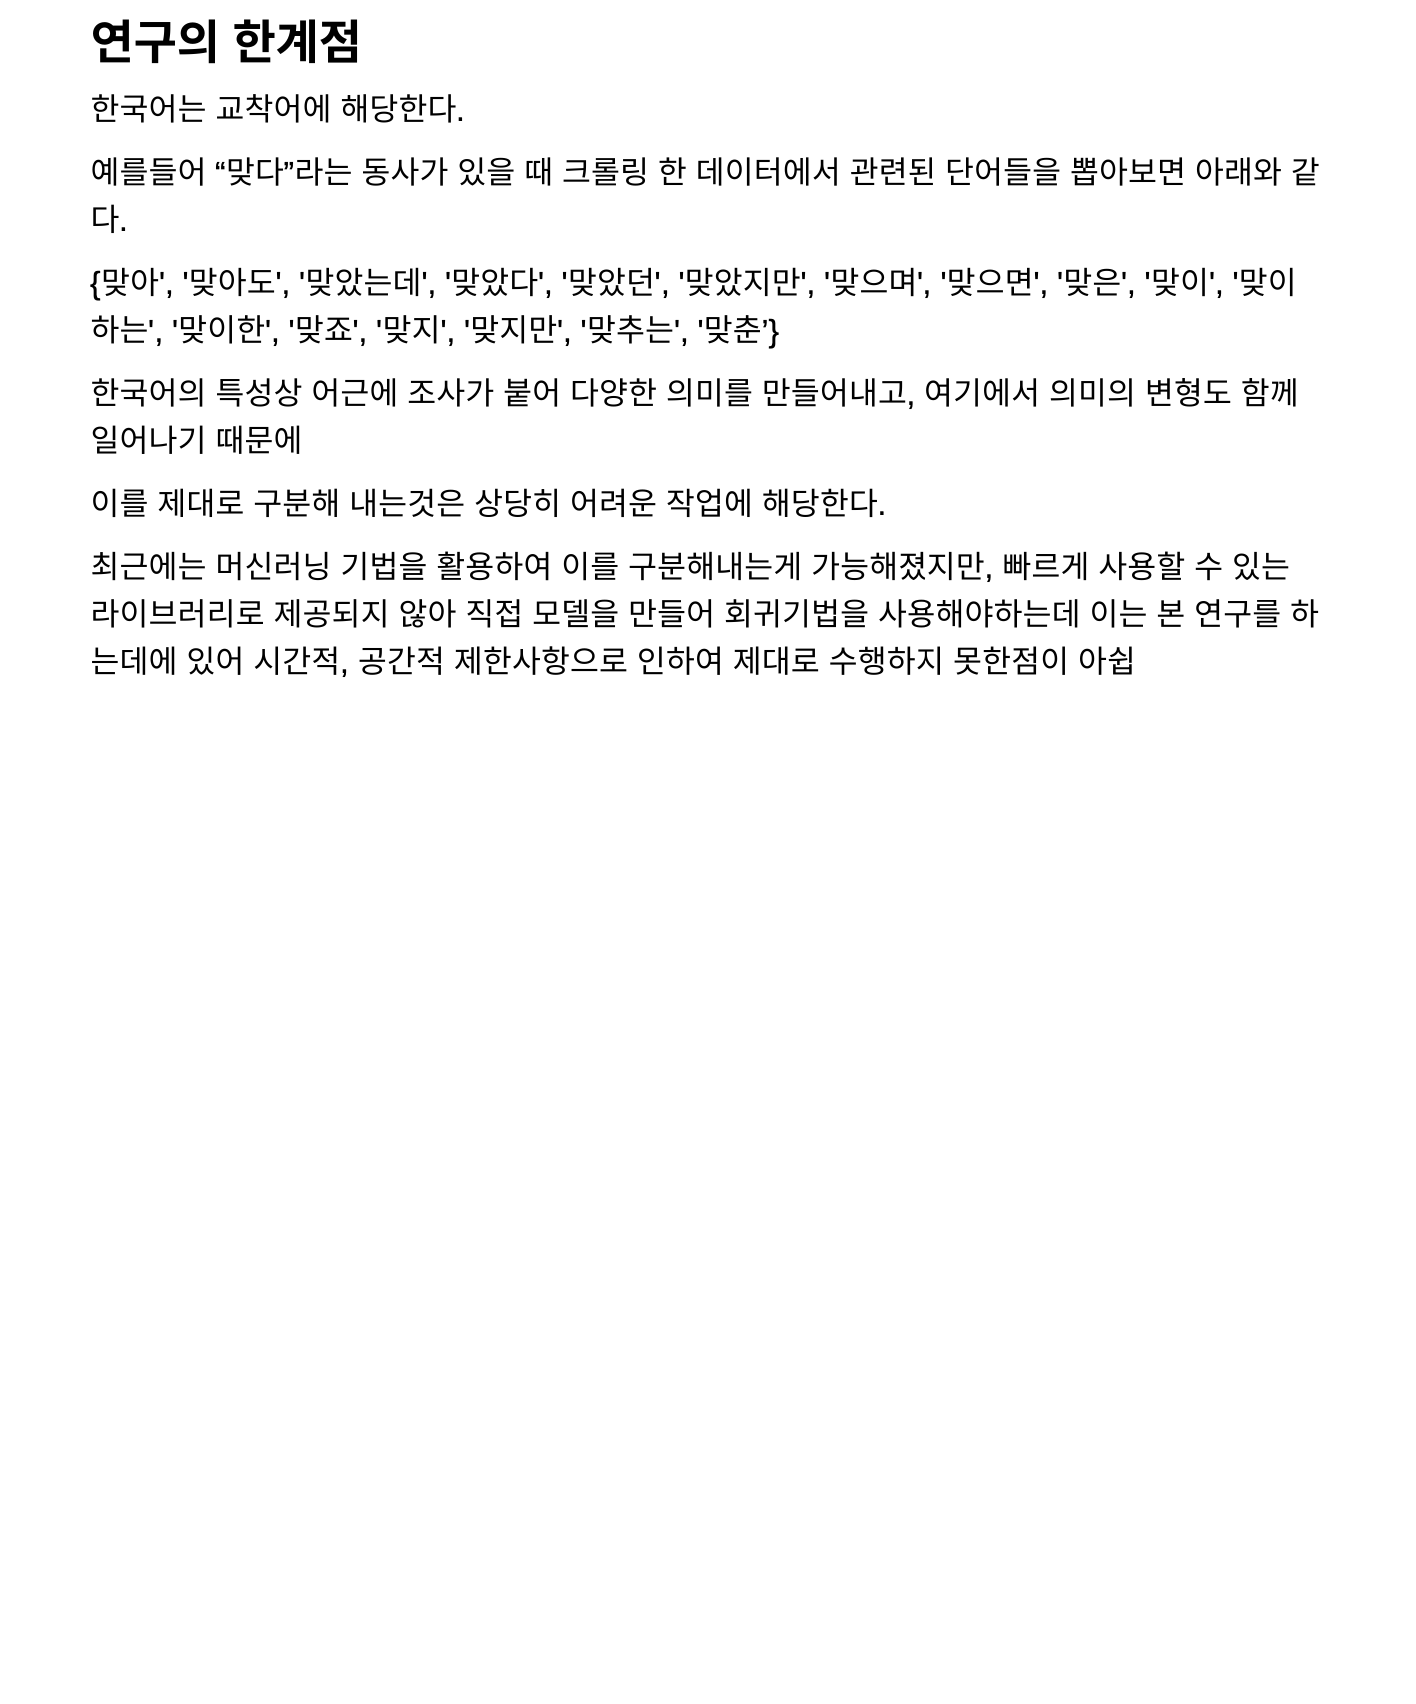 연구의 한계점
한국어는 교착어에 해당한다.
예를들어 “맞다”라는 동사가 있을 때 크롤링 한 데이터에서 관련된 단어들을 뽑아보면 아래와 같
다.
{맞아', '맞아도', '맞았는데', '맞았다', '맞았던', '맞았지만', '맞으며', '맞으면', '맞은', '맞이', '맞이
하는', '맞이한', '맞죠', '맞지', '맞지만', '맞추는', '맞춘’}
한국어의 특성상 어근에 조사가 붙어 다양한 의미를 만들어내고, 여기에서 의미의 변형도 함께
일어나기 때문에
이를 제대로 구분해 내는것은 상당히 어려운 작업에 해당한다.
최근에는 머신러닝 기법을 활용하여 이를 구분해내는게 가능해졌지만, 빠르게 사용할 수 있는
라이브러리로 제공되지 않아 직접 모델을 만들어 회귀기법을 사용해야하는데 이는 본 연구를 하
는데에 있어 시간적, 공간적 제한사항으로 인하여 제대로 수행하지 못한점이 아쉽